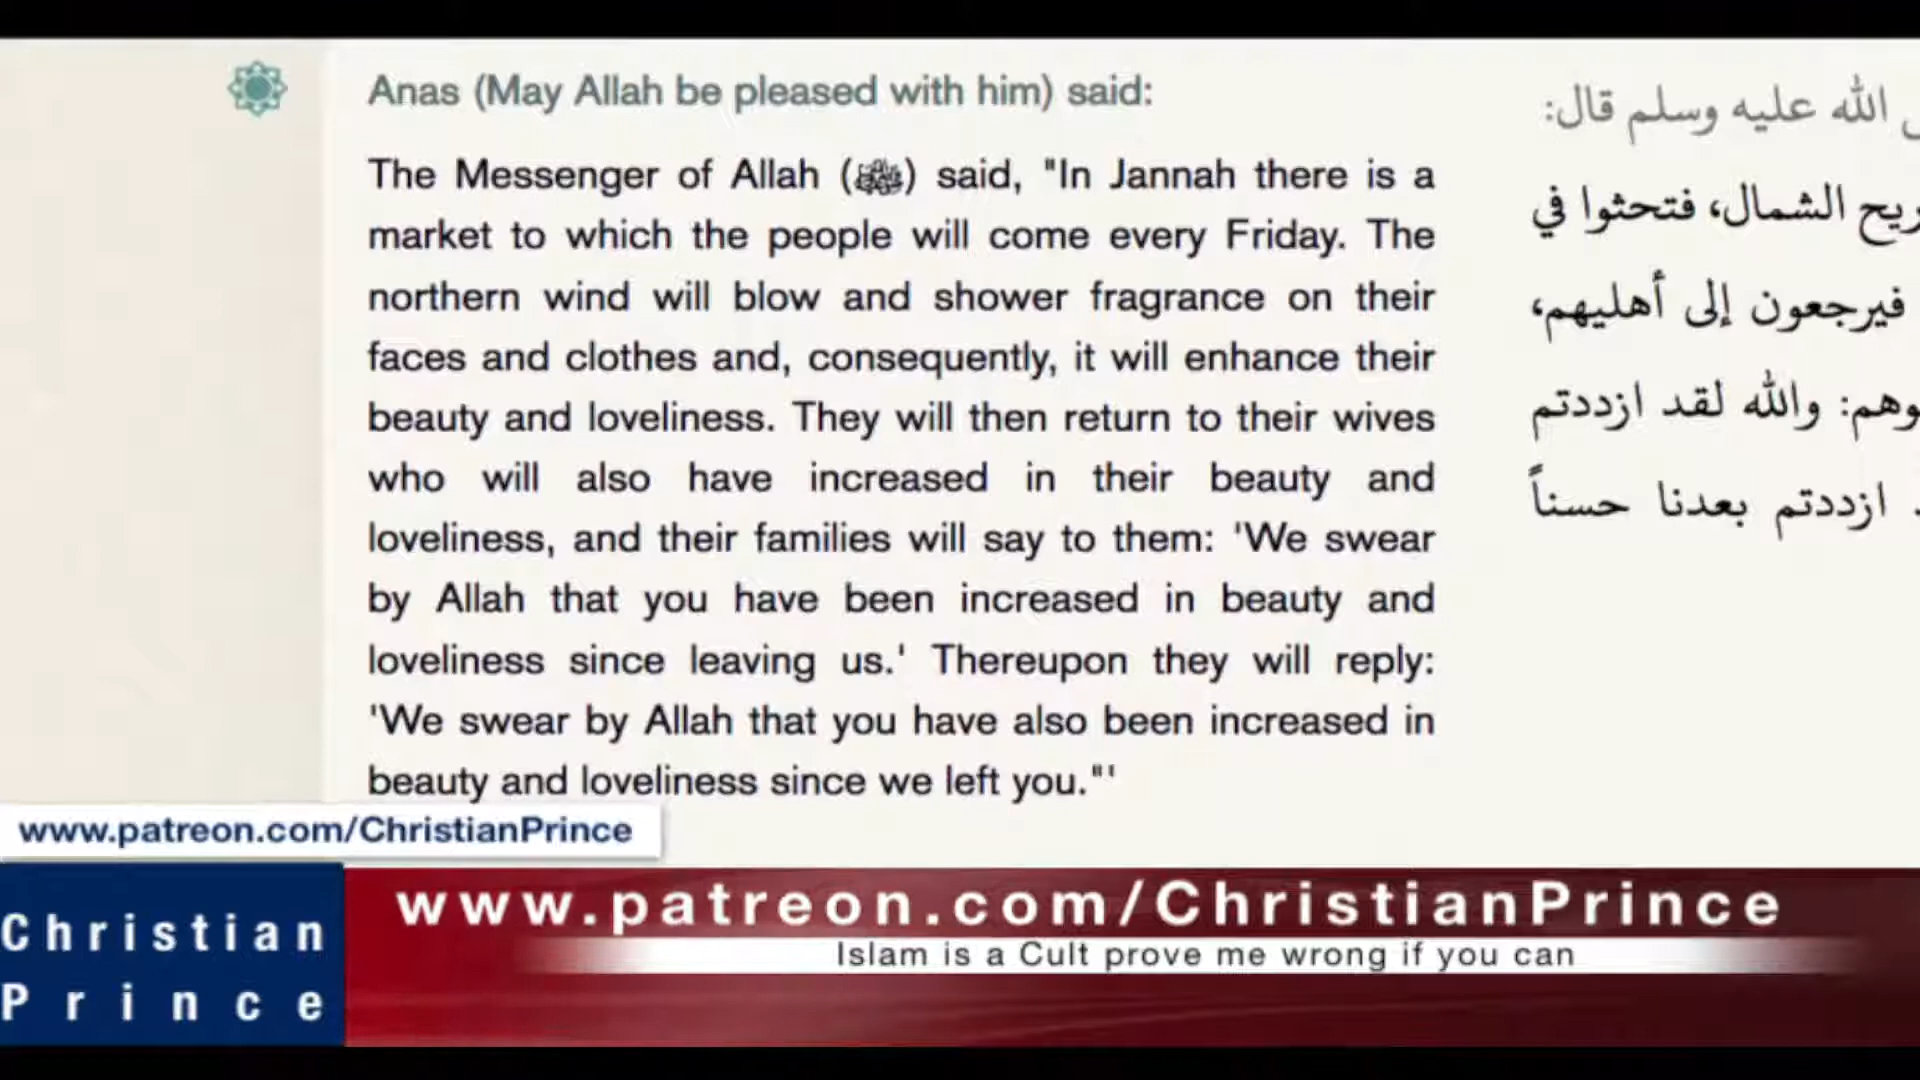 Anas (May Allah be pleased with him) said:
The Messenger of Allah (ﷺ) said, "In Jannah there is a
market to which the people will come every Friday. The
northern wind will blow and shower fragrance on their
faces and clothes and, consequently, it will enhance their
beauty and loveliness. They will then return to their wives
who will also have increased in their beauty and
loveliness, and their families will say to them: 'We swear
by Allah that you have been increased in beauty and
loveliness since leaving us.' Thereupon they will reply:
'We swear by Allah that you have also been increased in
beauty and loveliness since we left you."'
الله عليه وسلم قال:
الشمال، فتحثوا في
فيرجعون إلى أهليهم،
والله لقد ازددتم
ازددتم بعدنا حسناً
www.patreon.com/ChristianPrince
Christian
Prince
www.patreon.com/ChristianPrince
Islam is a Cult prove me wrong if you can